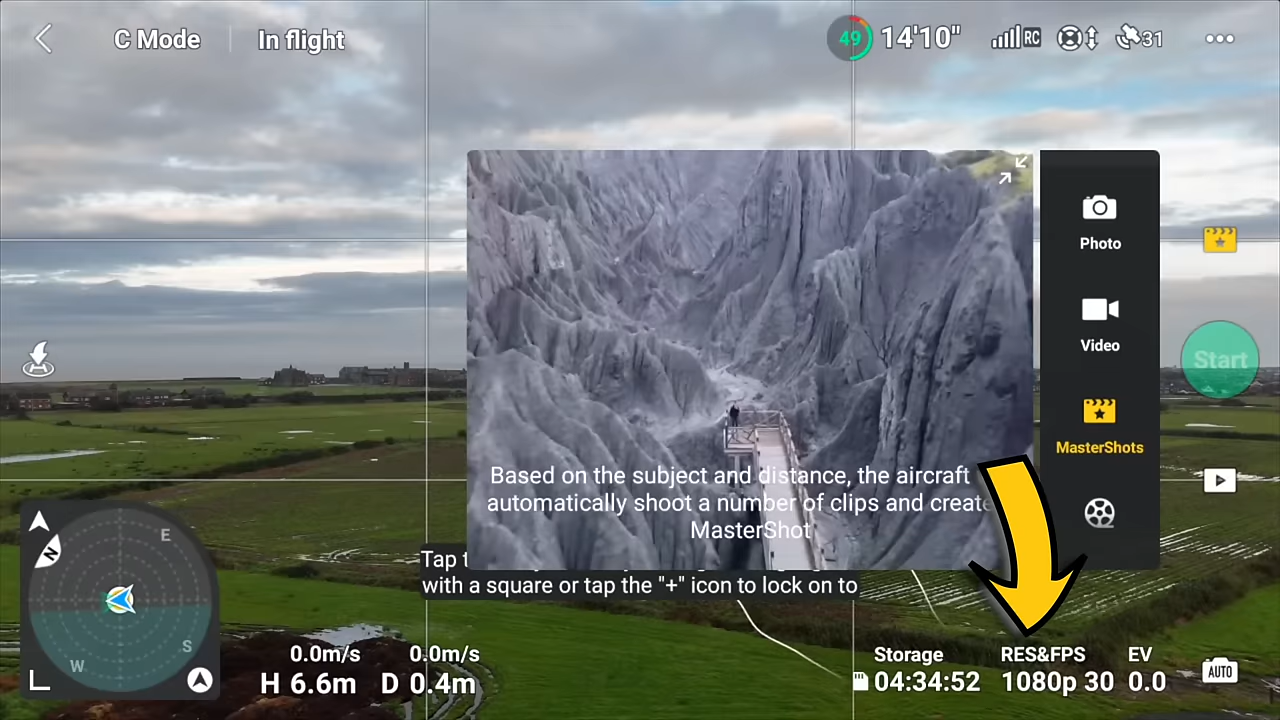 C Mode
In flight
49
14'10"
RC
31
Photo
Video
MasterShots
Start
Based on the subject and distance, the aircraft
automatically shoot a number of clips and create
MasterShot
Tap
with a square or tap the "+" icon to lock on to
N
E
S
W
0.0m/s
0.0m/s
H 6.6m
D 0.4m
Storage
04:34:52
RES&FPS
1080p 30
EV
0.0
AUTO